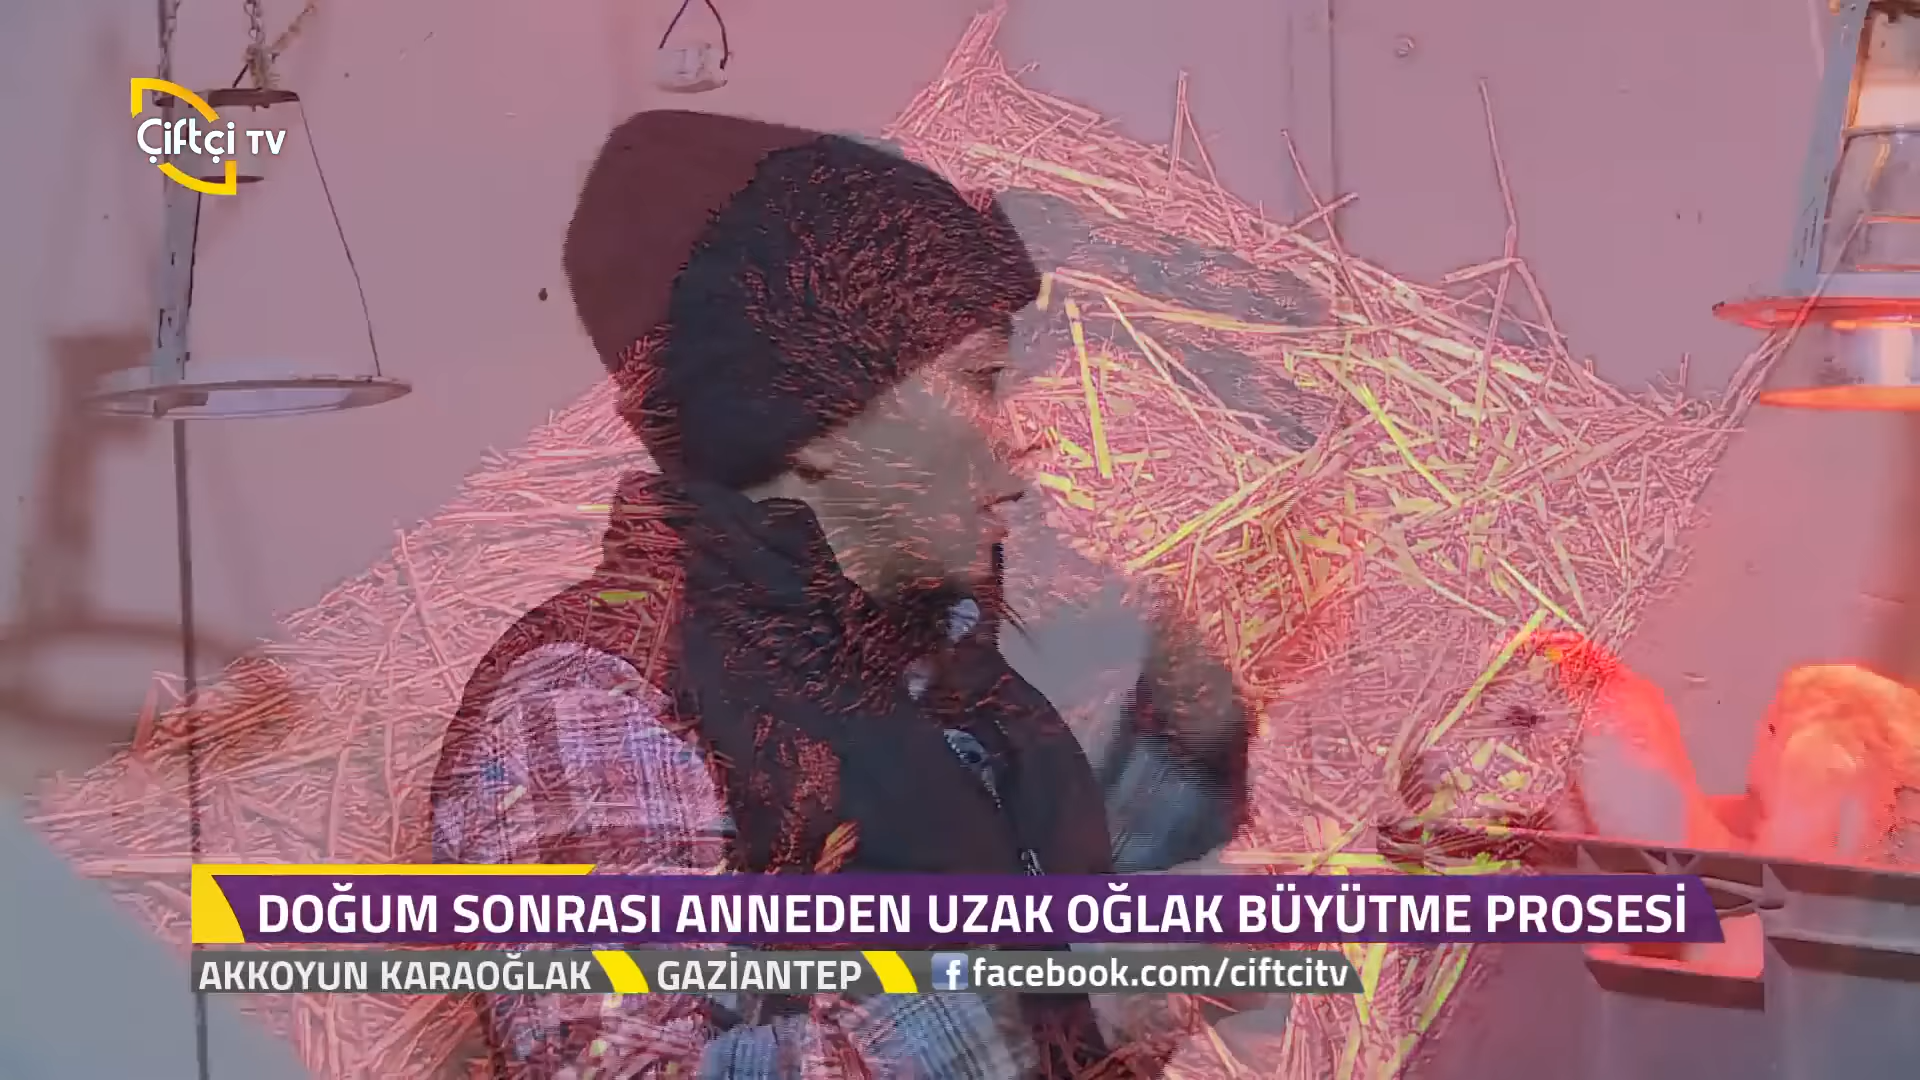 Çiftçi TV
DOĞUM SONRASI ANNEDEN UZAK OĞLAK BÜYÜTME PROSESİ
AKKOYUN KARAOĞLAK GAZİANTEP facebook.com/ciftcitv